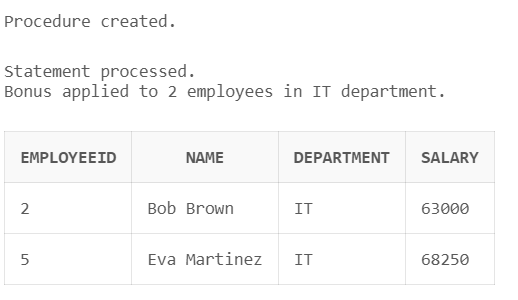 Procedure created.
Statement processed.
Bonus applied to 2 employees in IT department.
EMPLOYEEID NAME DEPARTMENT SALARY
2 Bob Brown IT 63000
5 Eva Martinez IT 68250